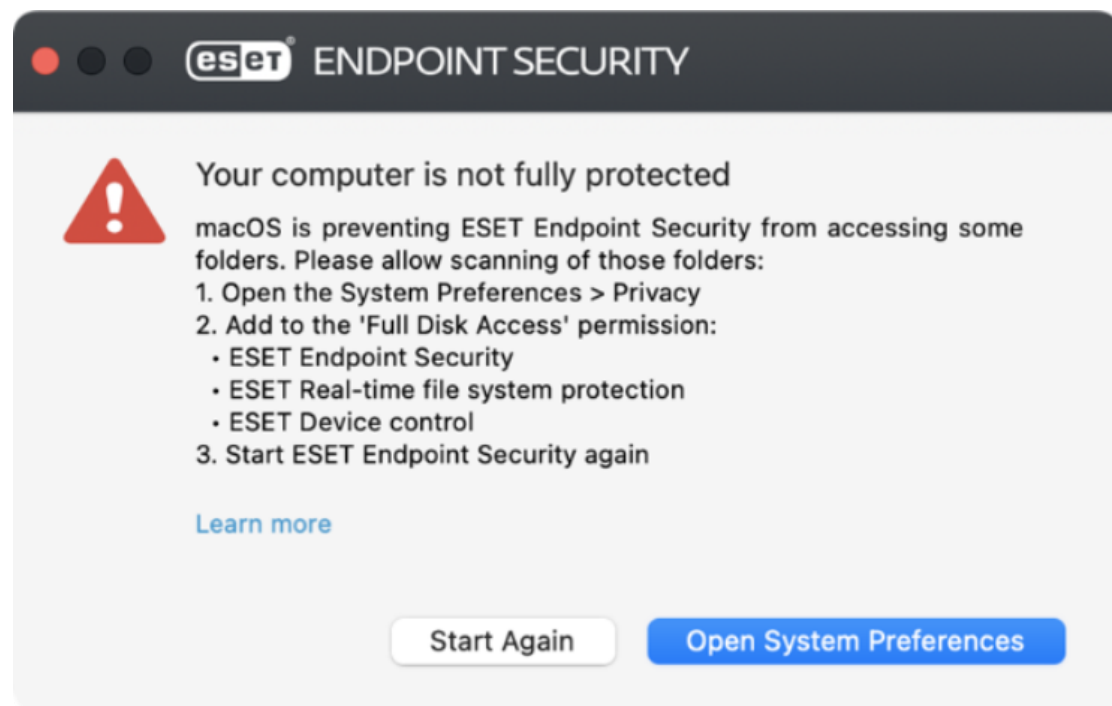 eseT® ENDPOINT SECURITY
Your computer is not fully protected
macOS is preventing ESET Endpoint Security from accessing some
folders. Please allow scanning of those folders:
1. Open the System Preferences > Privacy
2. Add to the 'Full Disk Access' permission:
• ESET Endpoint Security
• ESET Real-time file system protection
• ESET Device control
3. Start ESET Endpoint Security again
Learn more
Start Again
Open System Preferences